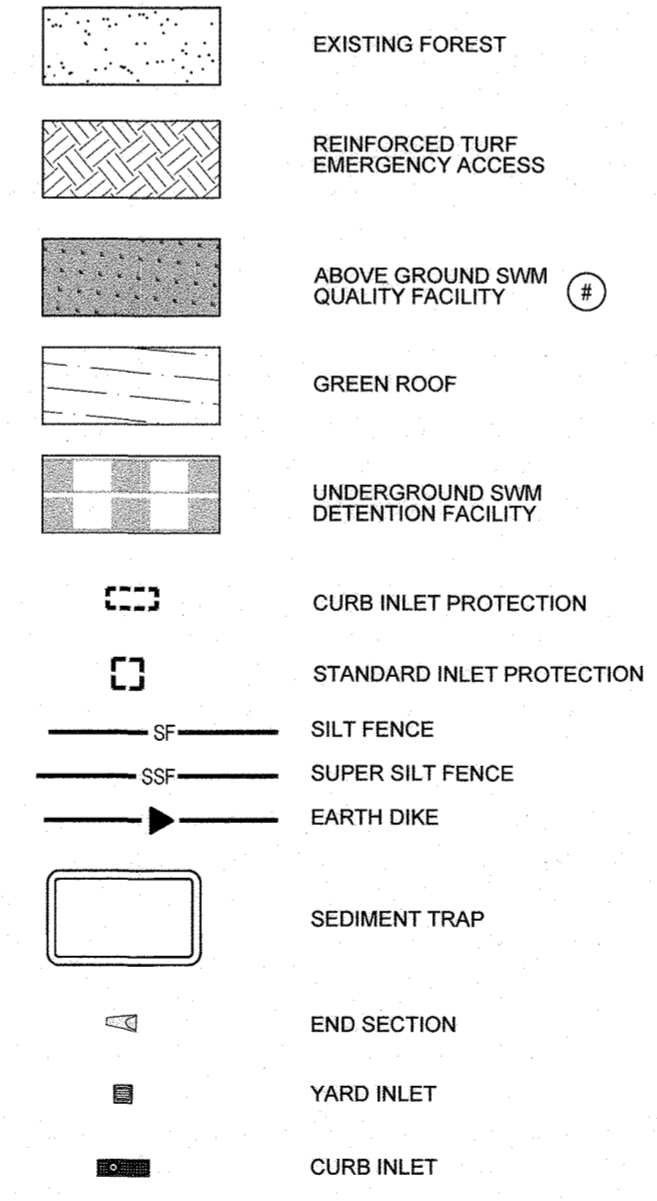 EXISTING FOREST
REINFORCED TURF
EMERGENCY ACCESS
ABOVE GROUND SWM
QUALITY FACILITY
#
GREEN ROOF
UNDERGROUND SWM
DETENTION FACILITY
CURB INLET PROTECTION
STANDARD INLET PROTECTION
SF SILT FENCE
SSF SUPER SILT FENCE
EARTH DIKE
SEDIMENT TRAP
END SECTION
YARD INLET
CURB INLET